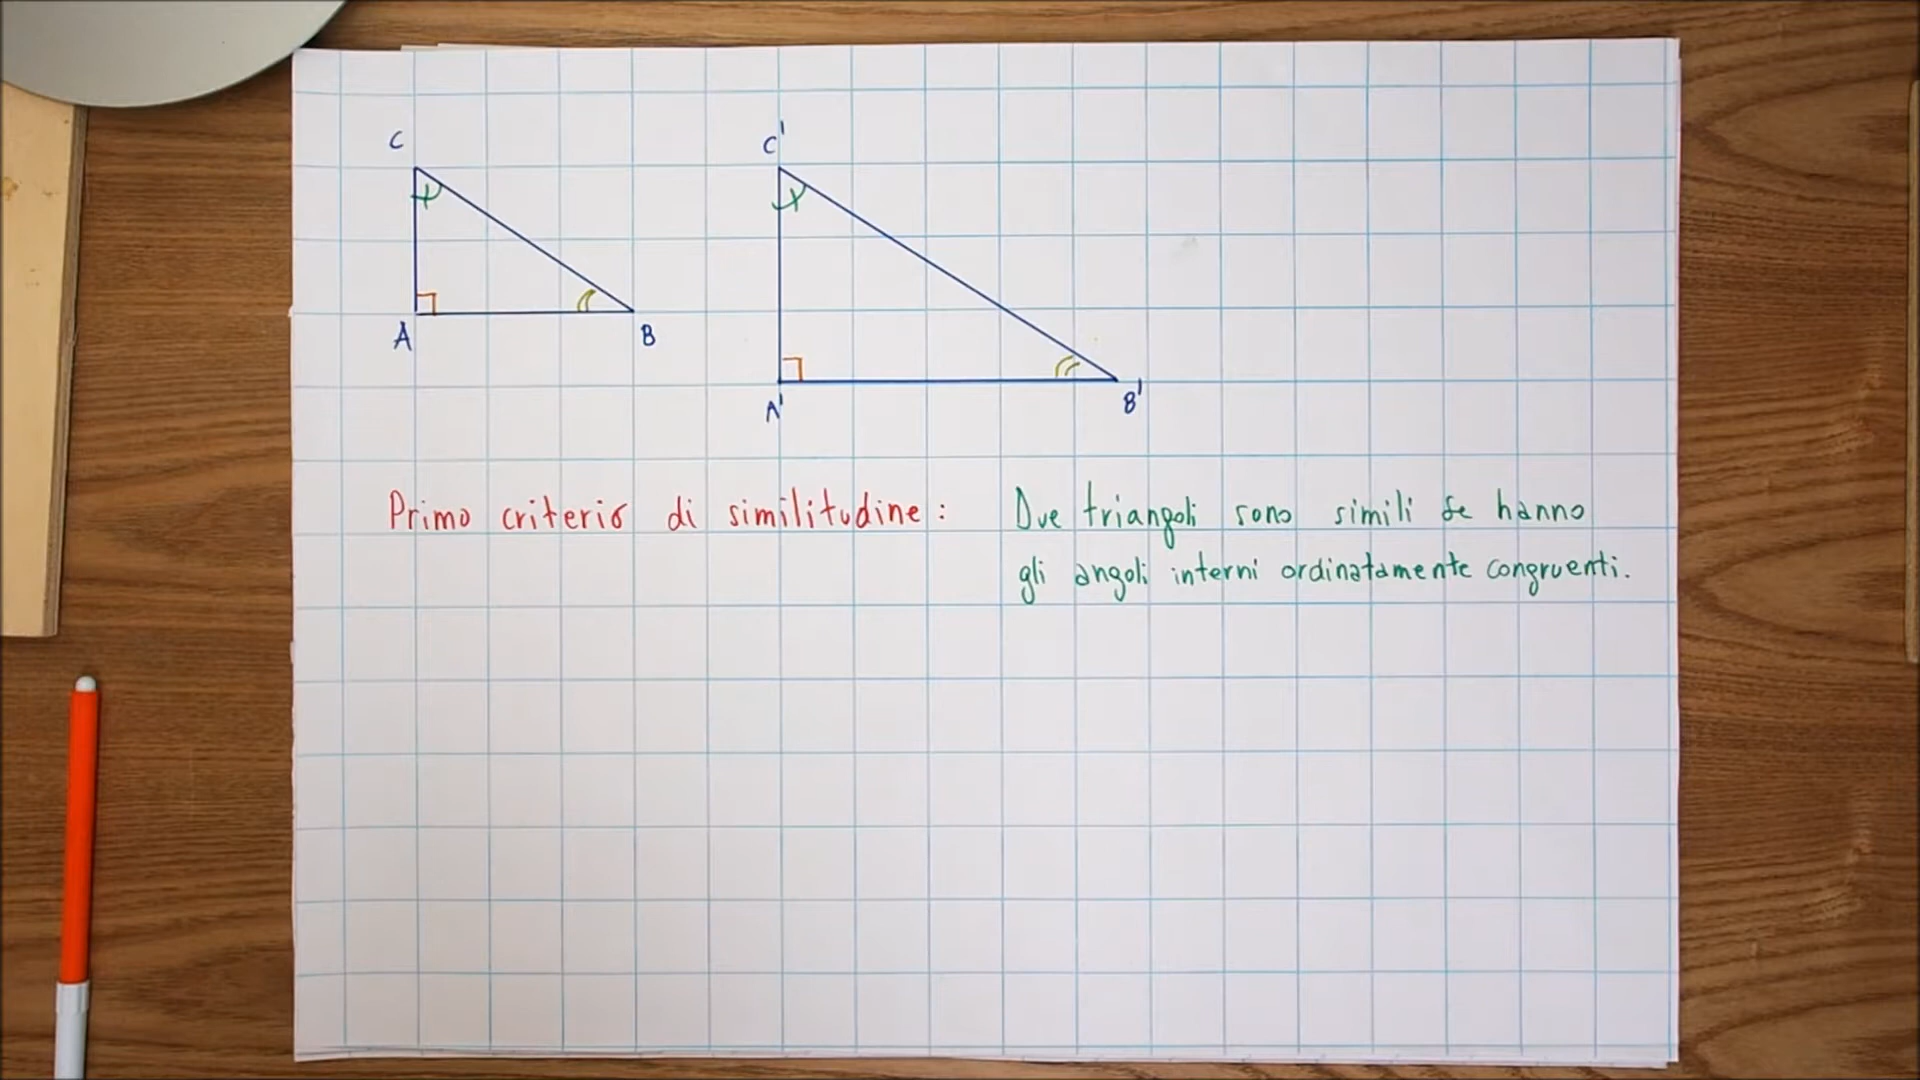 C
C'
A
B
A'
B'
Primo criterio di similitudine: Due triangoli sono simili se hanno
gli angoli interni ordinatamente congruenti.